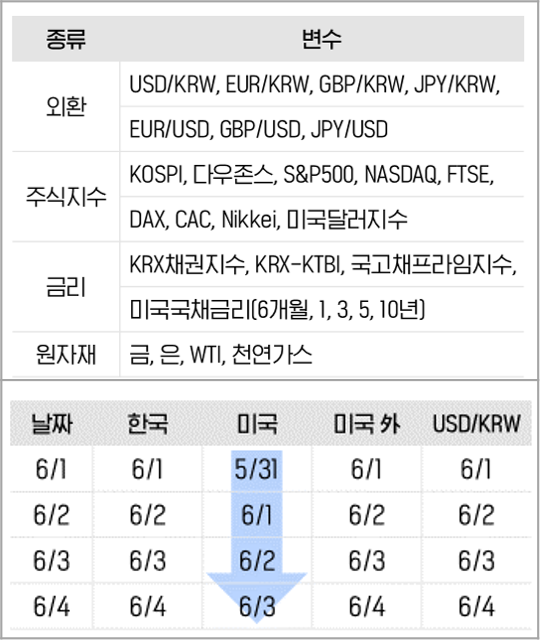 종류 변수
외환 USD/KRW, EUR/KRW, GBP/KRW, JPY/KRW,
EUR/USD, GBP/USD, JPY/USD
주식지수 KOSPI, 다우존스, S&P500, NASDAQ, FTSE,
DAX, CAC, Nikkei, 미국달러지수
금리 KRX채권지수, KRX-KTBI, 국고채프라임지수,
미국국채금리(6개월, 1, 3, 5, 10년)
원자재 금, 은, WTI, 천연가스
날짜 한국 미국 미국 外 USD/KRW
6/1 6/1 5/31 6/1 6/1
6/2 6/2 6/1 6/2 6/2
6/3 6/3 6/2 6/3 6/3
6/4 6/4 6/3 6/4 6/4